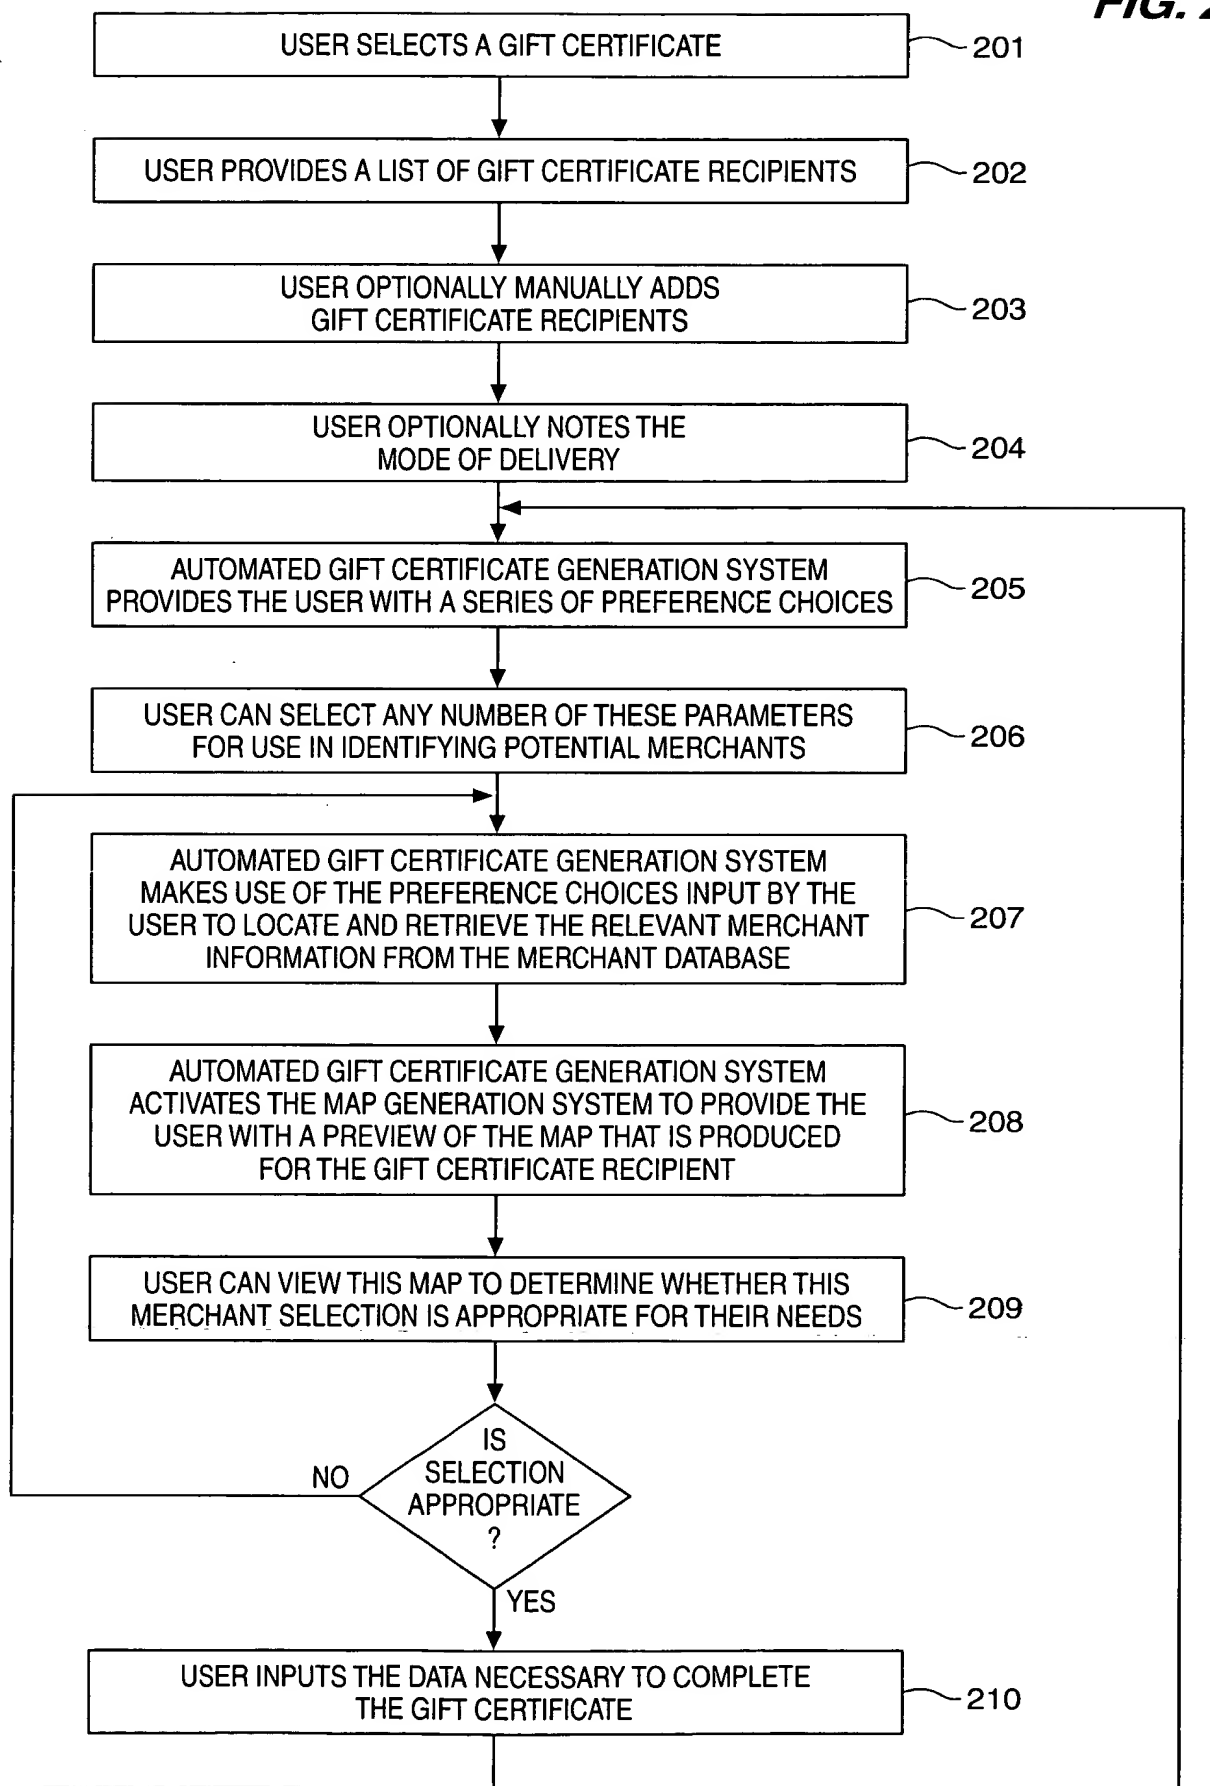 FIG. 2
USER SELECTS A GIFT CERTIFICATE
201
USER PROVIDES A LIST OF GIFT CERTIFICATE RECIPIENTS
202
USER OPTIONALLY MANUALLY ADDS
GIFT CERTIFICATE RECIPIENTS
203
USER OPTIONALLY NOTES THE
MODE OF DELIVERY
204
AUTOMATED GIFT CERTIFICATE GENERATION SYSTEM
PROVIDES THE USER WITH A SERIES OF PREFERENCE CHOICES
205
USER CAN SELECT ANY NUMBER OF THESE PARAMETERS
FOR USE IN IDENTIFYING POTENTIAL MERCHANTS
206
AUTOMATED GIFT CERTIFICATE GENERATION SYSTEM
MAKES USE OF THE PREFERENCE CHOICES INPUT BY THE
USER TO LOCATE AND RETRIEVE THE RELEVANT MERCHANT
INFORMATION FROM THE MERCHANT DATABASE
207
AUTOMATED GIFT CERTIFICATE GENERATION SYSTEM
ACTIVATES THE MAP GENERATION SYSTEM TO PROVIDE THE
USER WITH A PREVIEW OF THE MAP THAT IS PRODUCED
FOR THE GIFT CERTIFICATE RECIPIENT
208
USER CAN VIEW THIS MAP TO DETERMINE WHETHER THIS
MERCHANT SELECTION IS APPROPRIATE FOR THEIR NEEDS
209
IS
SELECTION
APPROPRIATE
?
NO
YES
USER INPUTS THE DATA NECESSARY TO COMPLETE
THE GIFT CERTIFICATE
210